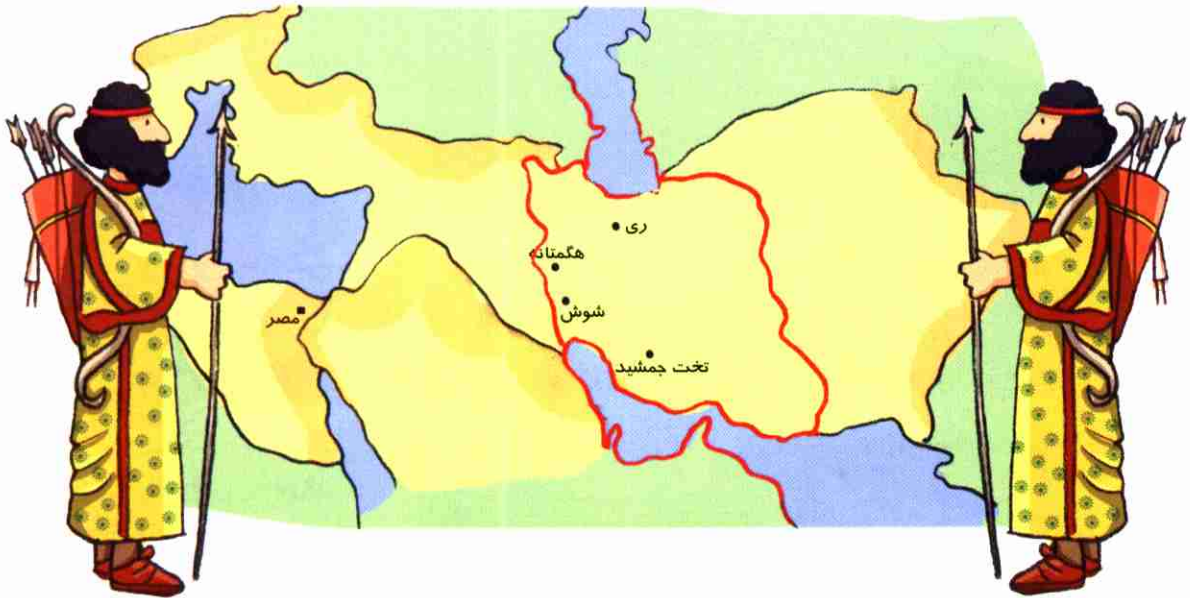 ری
هگمتانه
شوش
مصر
تخت جمشید